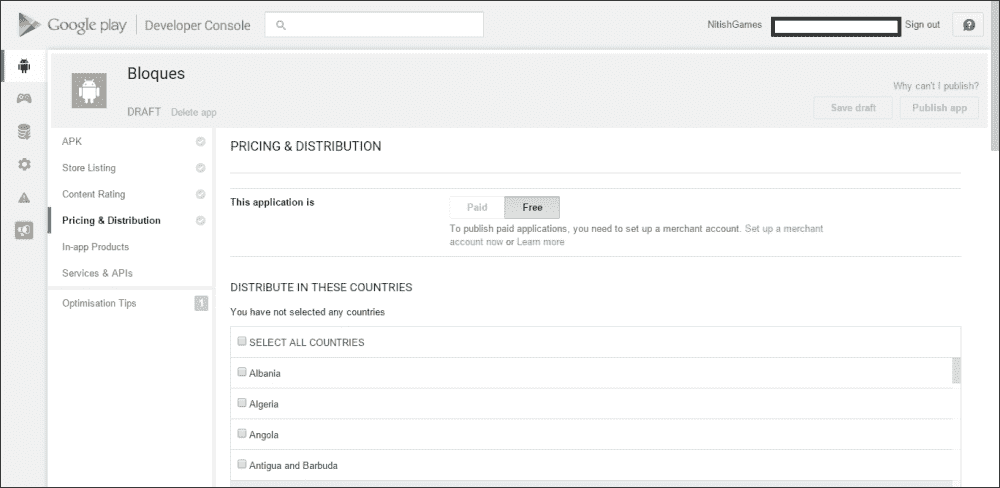 Google play | Developer Console
NitishGames
Sign out
Bloques
Why can't I publish?
DRAFT Delete app
Save draft
Publish app
APK
Store Listing
Content Rating
Pricing & Distribution
In-app Products
Services & APIs
Optimisation Tips 1
PRICING & DISTRIBUTION
This application is
Paid Free
To publish paid applications, you need to set up a merchant account. Set up a merchant
account now or Learn more
DISTRIBUTE IN THESE COUNTRIES
You have not selected any countries
SELECT ALL COUNTRIES
Albania
Algeria
Angola
Antigua and Barbuda